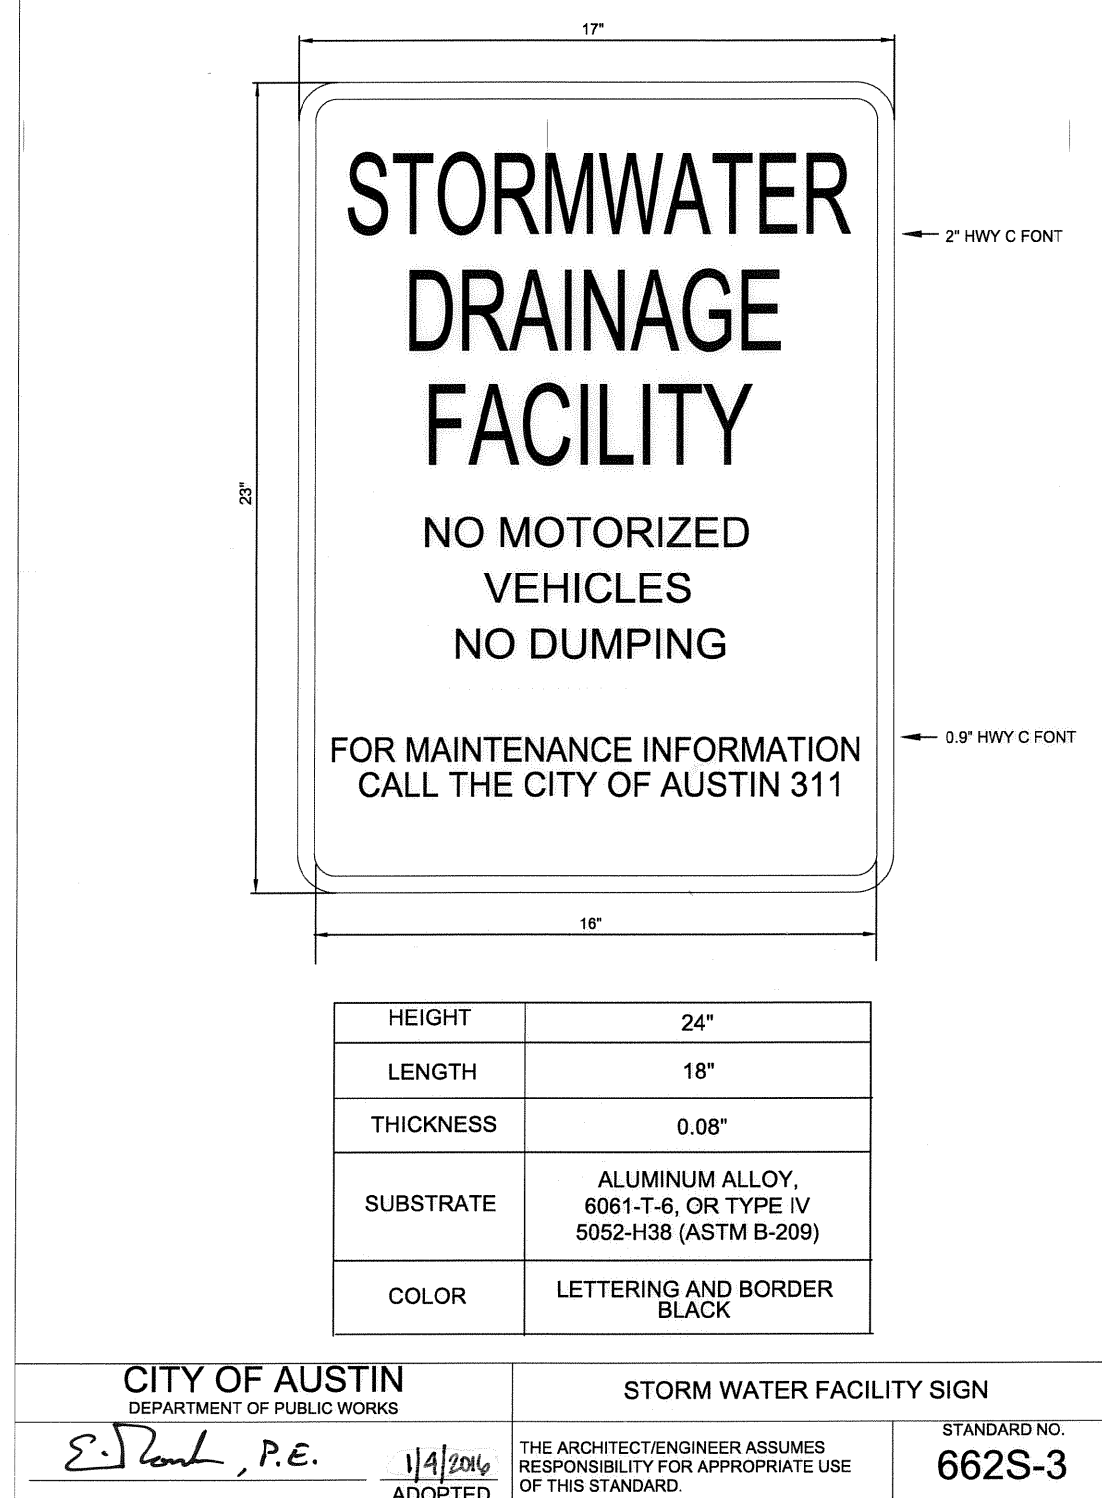 17"
STORMWATER
2" HWY C FONT
DRAINAGE
FACILITY
23"
NO MOTORIZED
VEHICLES
NO DUMPING
0.9" HWY C FONT
FOR MAINTENANCE INFORMATION
CALL THE CITY OF AUSTIN 311
16"
HEIGHT 24"
LENGTH 18"
THICKNESS 0.08"
SUBSTRATE
ALUMINUM ALLOY,
6061-T-6, OR TYPE IV
5052-H38 (ASTM B-209)
COLOR
LETTERING AND BORDER
BLACK
CITY OF AUSTIN
DEPARTMENT OF PUBLIC WORKS
STORM WATER FACILITY SIGN
, P.E.
1/4/2016
ADOPTED
THE ARCHITECT/ENGINEER ASSUMES
RESPONSIBILITY FOR APPROPRIATE USE
OF THIS STANDARD.
STANDARD NO.
662S-3